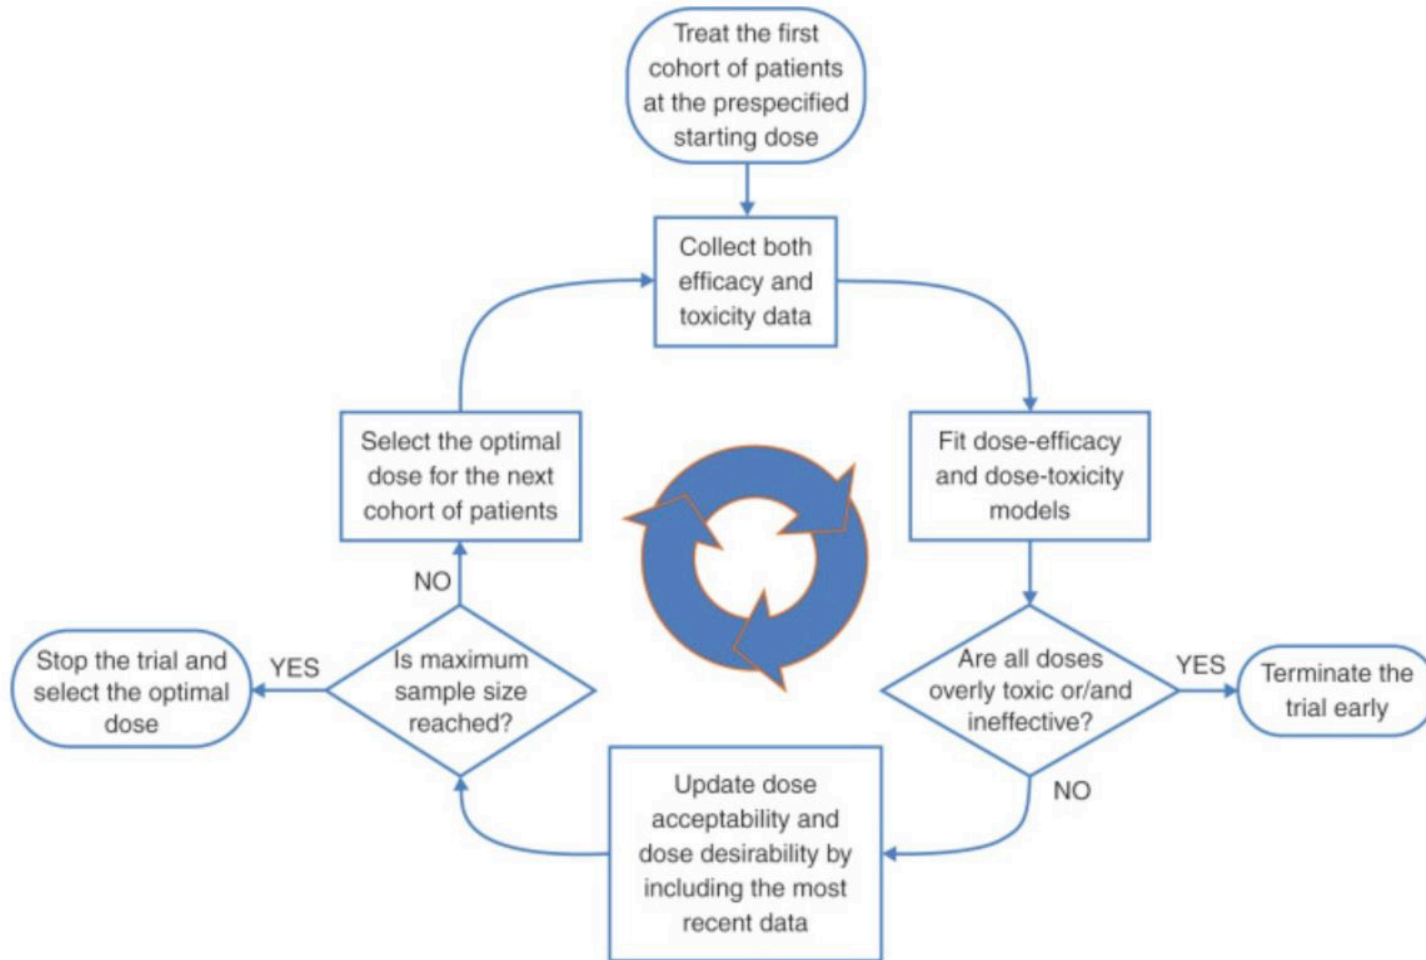 Treat the first
cohort of patients
at the prespecified
starting dose
Collect both
efficacy and
toxicity data
Fit dose-efficacy
and dose-toxicity
models
Are all doses
overly toxic or/and
ineffective?
YES
Terminate the
trial early
NO
Update dose
acceptability and
dose desirability by
including the most
recent data
Is maximum
sample size
reached?
YES
Stop the trial and
select the optimal
dose
NO
Select the optimal
dose for the next
cohort of patients